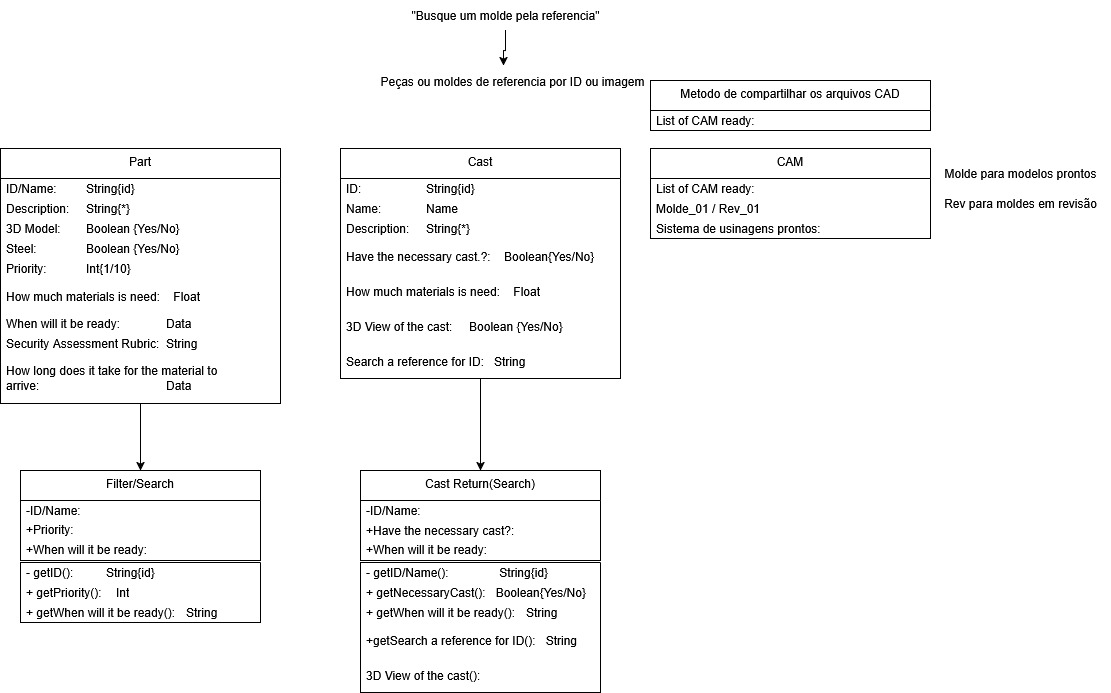 "Busque um molde pela referencia"
Peças ou moldes de referencia por ID ou imagem
Metodo de compartilhar os arquivos CAD
List of CAM ready:
Part
ID/Name: String{id}
Description: String{*}
3D Model: Boolean {Yes/No}
Steel: Boolean {Yes/No}
Priority: Int{1/10}
How much materials is need: Float
When will it be ready: Data
Security Assessment Rubric: String
How long does it take for the material to
arrive: Data
Cast
ID: String{id}
Name: Name
Description: String{*}
Have the necessary cast.?: Boolean{Yes/No}
How much materials is need: Float
3D View of the cast: Boolean {Yes/No}
Search a reference for ID: String
CAM
List of CAM ready:
Molde_01 / Rev_01
Sistema de usinagens prontos:
Molde para modelos prontos
Rev para moldes em revisão
Filter/Search
-ID/Name:
+Priority:
+When will it be ready:
- getID(): String{id}
+ getPriority(): Int
+ getWhen will it be ready(): String
Cast Return(Search)
-ID/Name:
+Have the necessary cast?:
+When will it be ready:
- getID/Name(): String{id}
+ getNecessaryCast(): Boolean{Yes/No}
+ getWhen will it be ready(): String
+getSearch a reference for ID(): String
3D View of the cast():